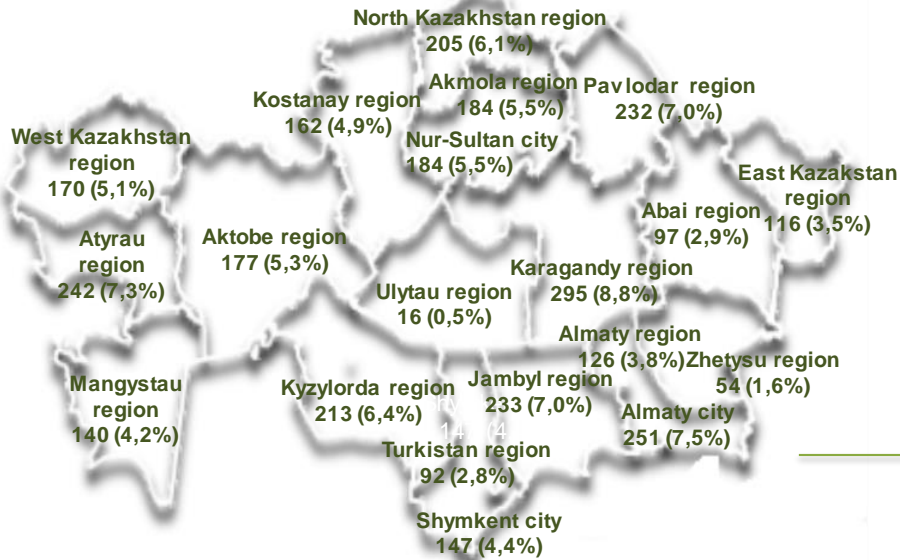 North Kazakhstan region
205 (6,1%)
Akmola region
184 (5,5%)
Pavlodar region
232 (7,0%)
Kostanay region
162 (4,9%)
Nur-Sultan city
184 (5,5%)
West Kazakhstan
region
170 (5,1%)
East Kazakstan
region
116 (3,5%)
Abai region
97 (2,9%)
Atyrau
region
242 (7,3%)
Aktobe region
177 (5,3%)
Karagandy region
295 (8,8%)
Ulytau region
16 (0,5%)
Almaty region
126 (3,8%)
Zhetysu region
54 (1,6%)
Mangystau
region
140 (4,2%)
Kyzylorda region
213 (6,4%)
Jambyl region
233 (7,0%)
Almaty city
251 (7,5%)
Turkistan region
92 (2,8%)
Shymkent city
147 (4,4%)